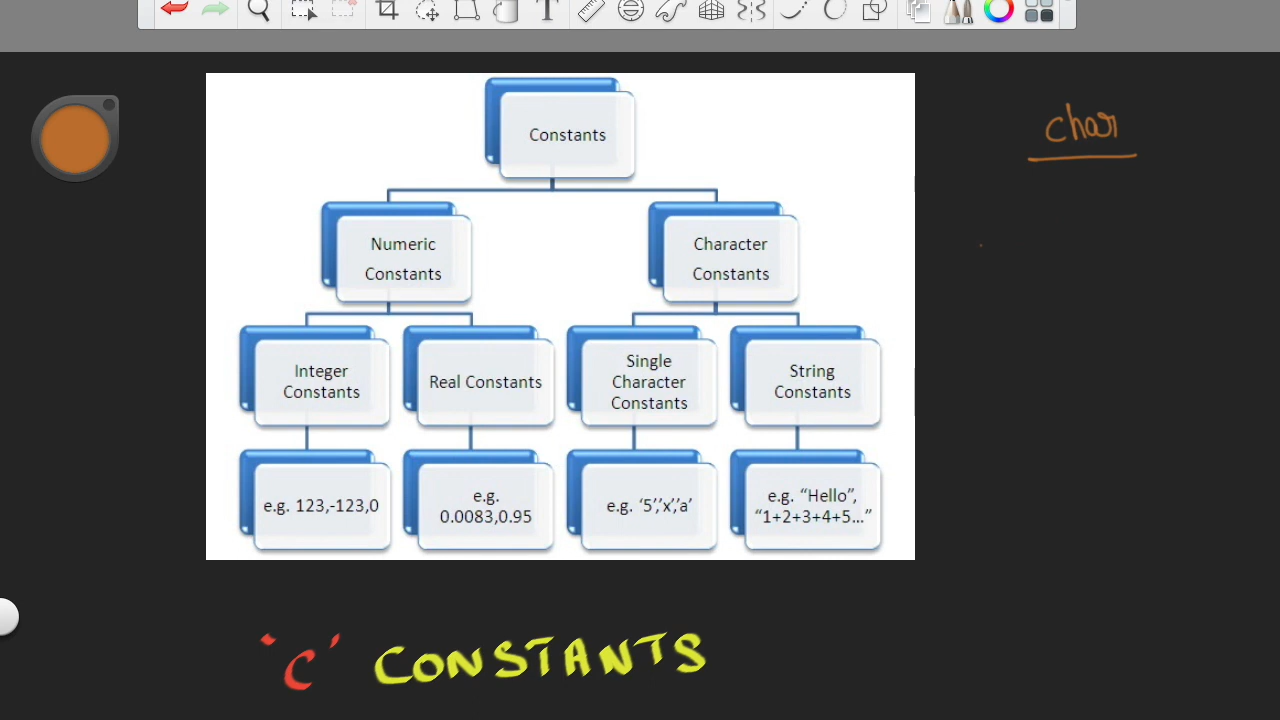 char
Constants
Numeric
Constants
Character
Constants
Integer
Constants
Real Constants
Single
Character
Constants
String
Constants
e.g. 123,-123,0
e.g.
0.0083,0.95
e.g. ‘5’,’x’,’a’
e.g. “Hello”,
“1+2+3+4+5…”
‘C’ CONSTANTS